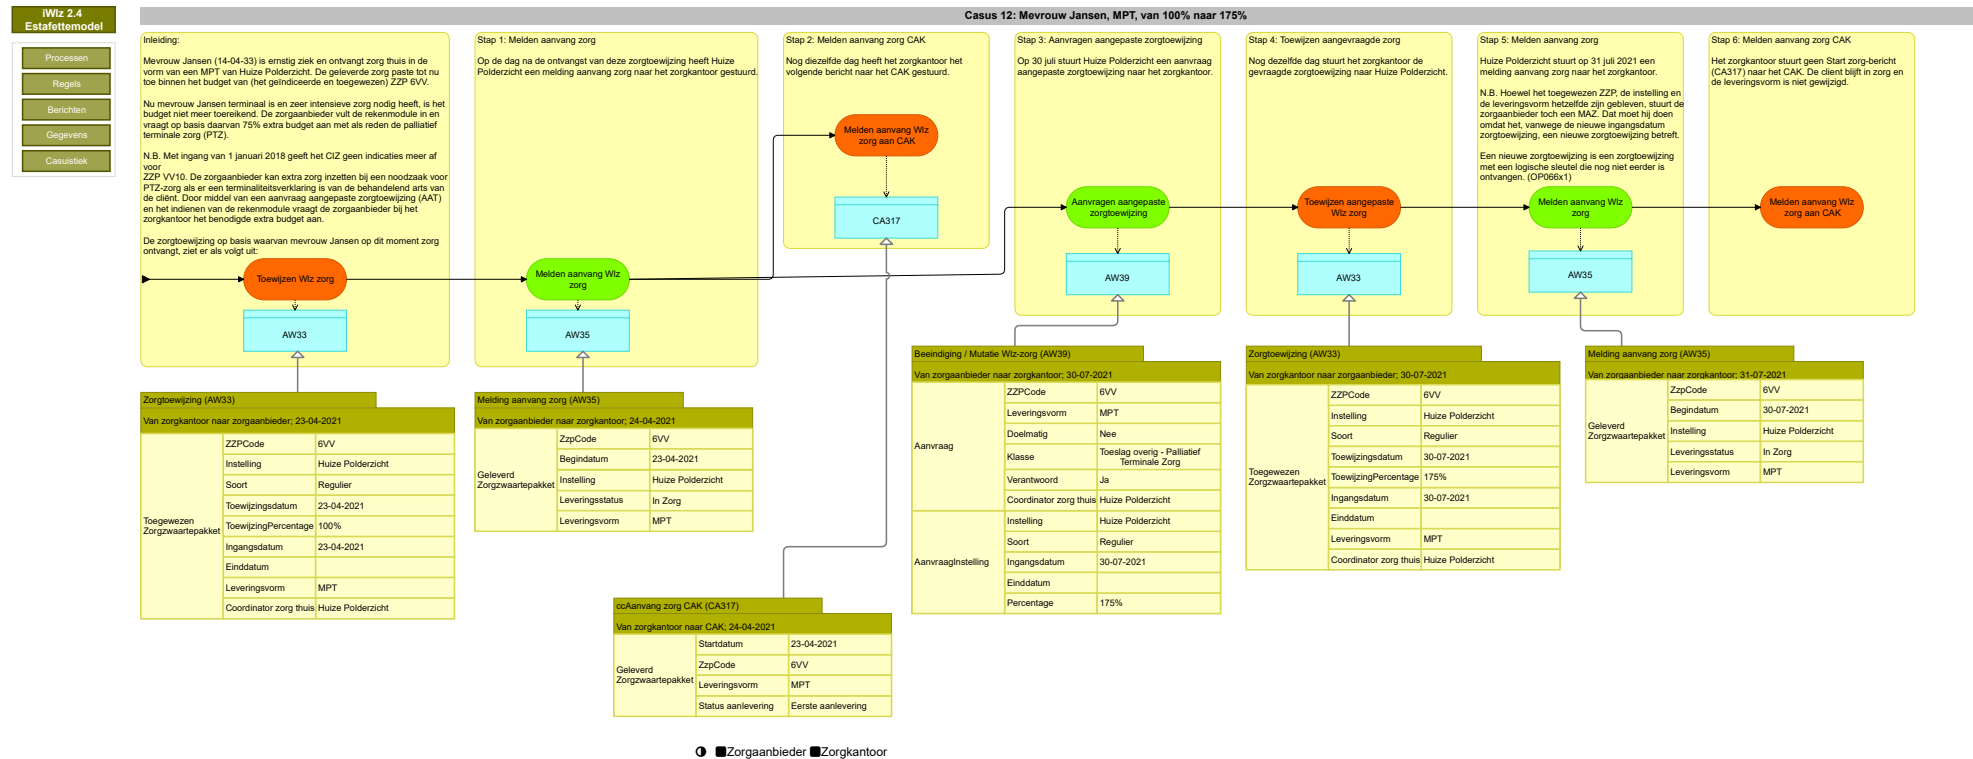 iWlz 2.4
Estafettemodel
Processen
Regels
Berichten
Gegevens
Casuistiek
Casus 12: Mevrouw Jansen, MPT, van 100% naar 175%
Inleiding:
Mevrouw Jansen (14-04-33) is ernstig ziek en ontvangt zorg thuis in de
vorm van een MPT van Huize Polderzicht. De geleverde zorg paste tot nu
toe binnen het budget van (het geïndiceerde en toegewezen) ZZP 6VV.
Nu mevrouw Jansen terminaal is en zeer intensieve zorg nodig heeft, is het
budget niet meer toereikend. De zorgaanbieder vult de rekenmodule in en
vraagt op basis daarvan 75% extra budget aan met als reden de palliatief
terminale zorg (PTZ).
N.B. Met ingang van 1 januari 2018 geeft het CIZ geen indicaties meer af
voor
ZZP VV10. De zorgaanbieder kan extra zorg inzetten bij een noodzaak voor
PTZ-zorg als er een terminaliteitsverklaring is van de behandelend arts van
de cliënt. Door middel van een aanvraag aangepaste zorgtoewijzing (AAT)
en het indienen van de rekenmodule vraagt de zorgaanbieder bij het
zorgkantoor het benodigde extra budget aan.
De zorgtoewijzing op basis waarvan mevrouw Jansen op dit moment zorg
ontvangt, ziet er als volgt uit:
Toewijzen Wlz zorg
AW33
Stap 1: Melden aanvang zorg
Op de dag na de ontvangst van deze zorgtoewijzing heeft Huize
Polderzicht een melding aanvang zorg naar het zorgkantoor gestuurd.
Melden aanvang Wlz
zorg
AW35
Stap 2: Melden aanvang zorg CAK
Nog diezelfde dag heeft het zorgkantoor het
volgende bericht naar het CAK gestuurd.
Melden aanvang Wlz
zorg aan CAK
CA317
Stap 3: Aanvragen aangepaste zorgtoewijzing
Op 30 juli stuurt Huize Polderzicht een aanvraag
aangepaste zorgtoewijzing naar het zorgkantoor.
Aanvragen aangepaste
zorgtoewijzing
AW39
Stap 4: Toewijzen aangevraagde zorg
Nog dezelfde dag stuurt het zorgkantoor de
gevraagde zorgtoewijzing naar Huize Polderzicht.
Toewijzen aangepaste
Wlz zorg
AW33
Stap 5: Melden aanvang zorg
Huize Polderzicht stuurt op 31 juli 2021 een
melding aanvang zorg naar het zorgkantoor.
N.B. Hoewel het toegewezen ZZP, de instelling en
de leveringsvorm hetzelfde zijn gebleven, stuurt de
zorgaanbieder toch een MAZ. Dat moet hij doen
omdat het, vanwege de nieuwe ingangsdatum
zorgtoewijzing, een nieuwe zorgtoewijzing betreft.
Een nieuwe zorgtoewijzing is een zorgtoewijzing
met een logische sleutel die nog niet eerder is
ontvangen. (OP066x1)
Melden aanvang Wlz
zorg
AW35
Stap 6: Melden aanvang zorg CAK
Het zorgkantoor stuurt geen Start zorg-bericht
(CA317) naar het CAK. De client blijft in zorg en
de leveringsvorm is niet gewijzigd.
Melden aanvang Wlz
zorg aan CAK
Zorgtoewijzing (AW33)
Van zorgkantoor naar zorgaanbieder; 23-04-2021
Toegewezen
Zorgzwaartepakket
ZZPCode 6VV
Instelling Huize Polderzicht
Soort Regulier
Toewijzingsdatum 23-04-2021
ToewijzingPercentage 100%
Ingangsdatum 23-04-2021
Einddatum
Leveringsvorm MPT
Coordinator zorg thuis Huize Polderzicht
Melding aanvang zorg (AW35)
Van zorgaanbieder naar zorgkantoor; 24-04-2021
Geleverd
Zorgzwaartepakket
ZzpCode 6VV
Begindatum 23-04-2021
Instelling Huize Polderzicht
Leveringsstatus In Zorg
Leveringsvorm MPT
ccAanvang zorg CAK (CA317)
Van zorgkantoor naar CAK; 24-04-2021
Geleverd
Zorgzwaartepakket
Startdatum 23-04-2021
ZzpCode 6VV
Leveringsvorm MPT
Status aanlevering Eerste aanlevering
Beeindiging / Mutatie Wlz-zorg (AW39)
Van zorgaanbieder naar zorgkantoor; 30-07-2021
Aanvraag
ZZPCode 6VV
Leveringsvorm MPT
Doelmatig Nee
Klasse Toeslag overig - Palliatief
Terminale Zorg
Verantwoord Ja
Coordinator zorg thuis Huize Polderzicht
AanvraagInstelling
Instelling Huize Polderzicht
Soort Regulier
Ingangsdatum 30-07-2021
Einddatum
Percentage 175%
Zorgtoewijzing (AW33)
Van zorgkantoor naar zorgaanbieder; 30-07-2021
Toegewezen
Zorgzwaartepakket
ZZPCode 6VV
Instelling Huize Polderzicht
Soort Regulier
Toewijzingsdatum 30-07-2021
ToewijzingPercentage 175%
Ingangsdatum 30-07-2021
Einddatum
Leveringsvorm MPT
Coordinator zorg thuis Huize Polderzicht
Melding aanvang zorg (AW35)
Van zorgaanbieder naar zorgkantoor; 31-07-2021
Geleverd
Zorgzwaartepakket
ZzpCode 6VV
Begindatum 30-07-2021
Instelling Huize Polderzicht
Leveringsstatus In Zorg
Leveringsvorm MPT
Zorgaanbieder Zorgkantoor